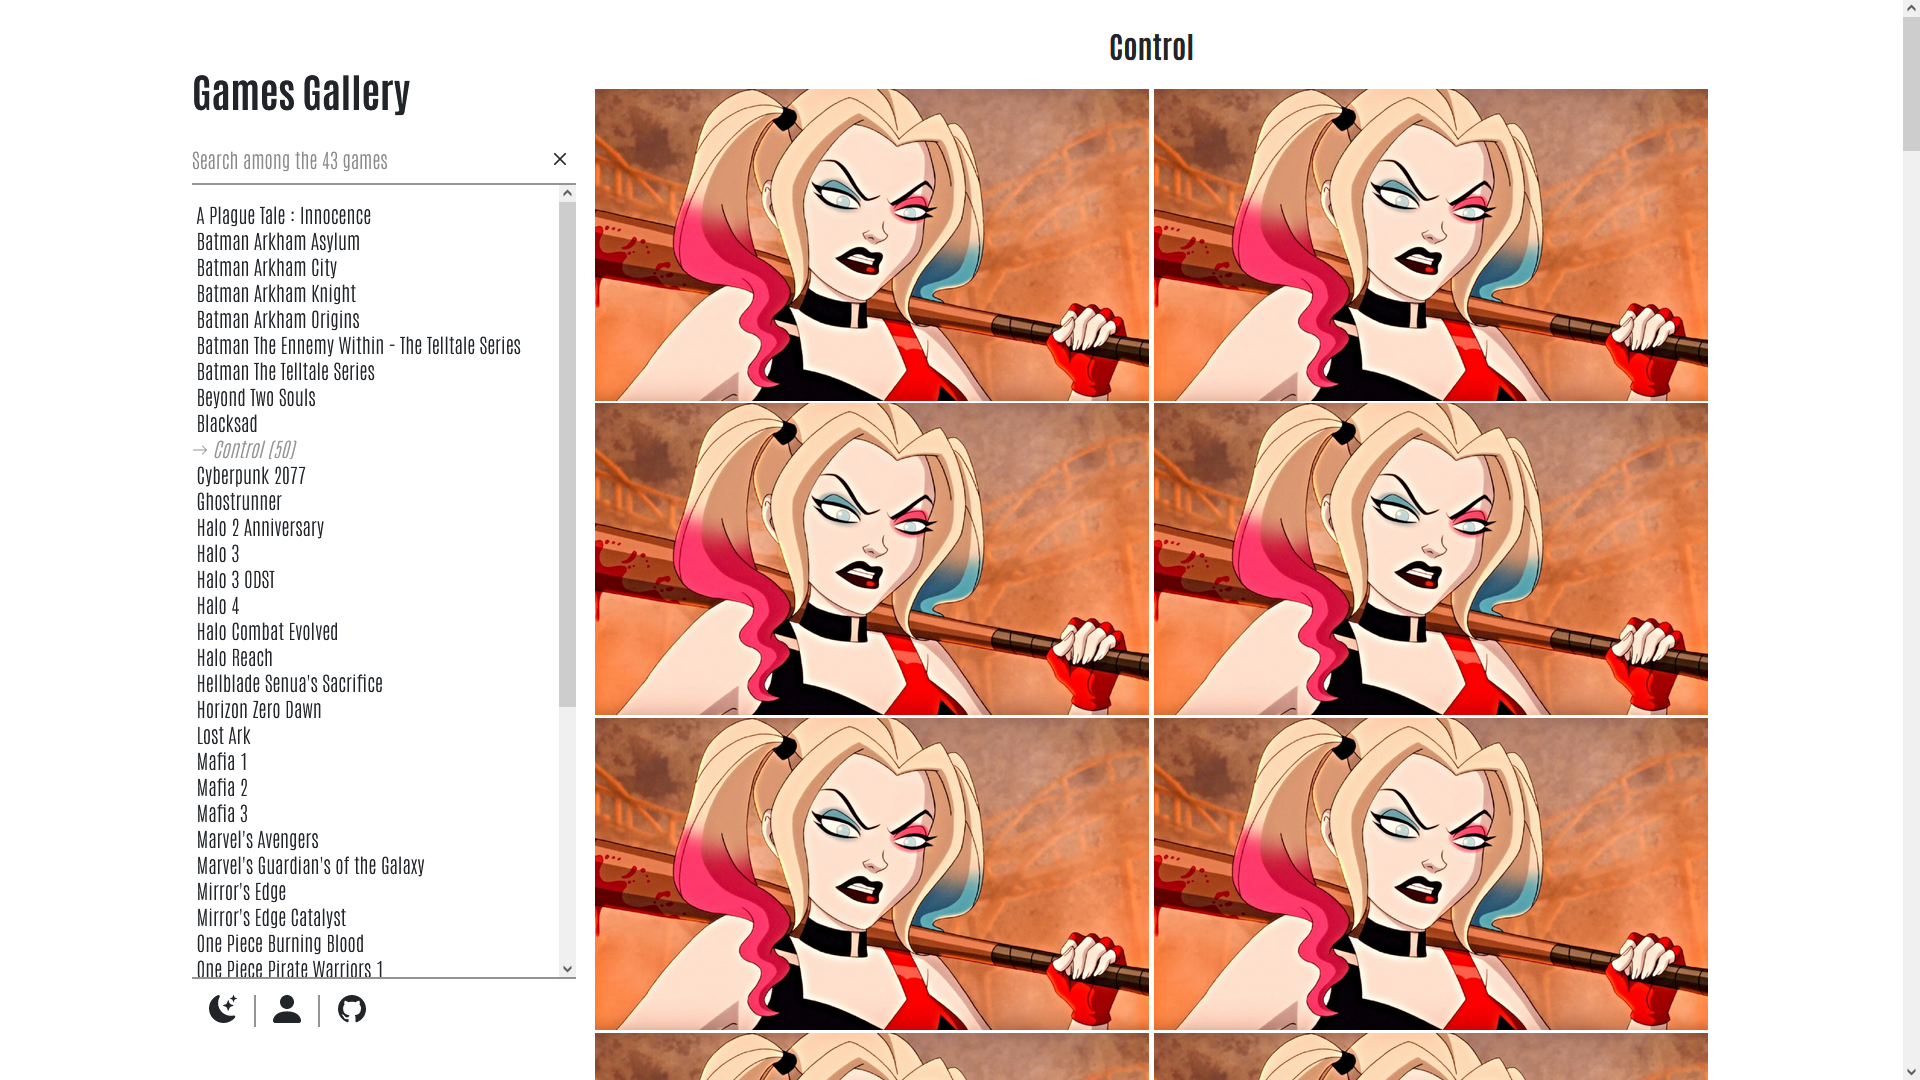 Control
Games Gallery
Search among the 43 games
A Plague Tale : Innocence
Batman Arkham Asylum
Batman Arkham City
Batman Arkham Knight
Batman Arkham Origins
Batman The Ennemy Within - The Telltale Series
Batman The Telltale Series
Beyond Two Souls
Blacksad
→ Control (50)
Cyberpunk 2077
Ghostrunner
Halo 2 Anniversary
Halo 3
Halo 3 ODST
Halo 4
Halo Combat Evolved
Halo Reach
Hellblade Senua's Sacrifice
Horizon Zero Dawn
Lost Ark
Mafia 1
Mafia 2
Mafia 3
Marvel's Avengers
Marvel's Guardian's of the Galaxy
Mirror's Edge
Mirror's Edge Catalyst
One Piece Burning Blood
One Piece Pirate Warriors 1